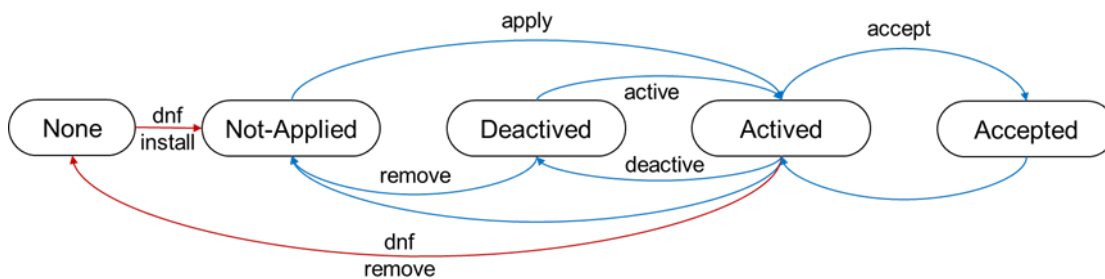 apply
accept
active
dnf
install
None
Not-Applied
Deactived
Actived
Accepted
remove
deactive
dnf
remove